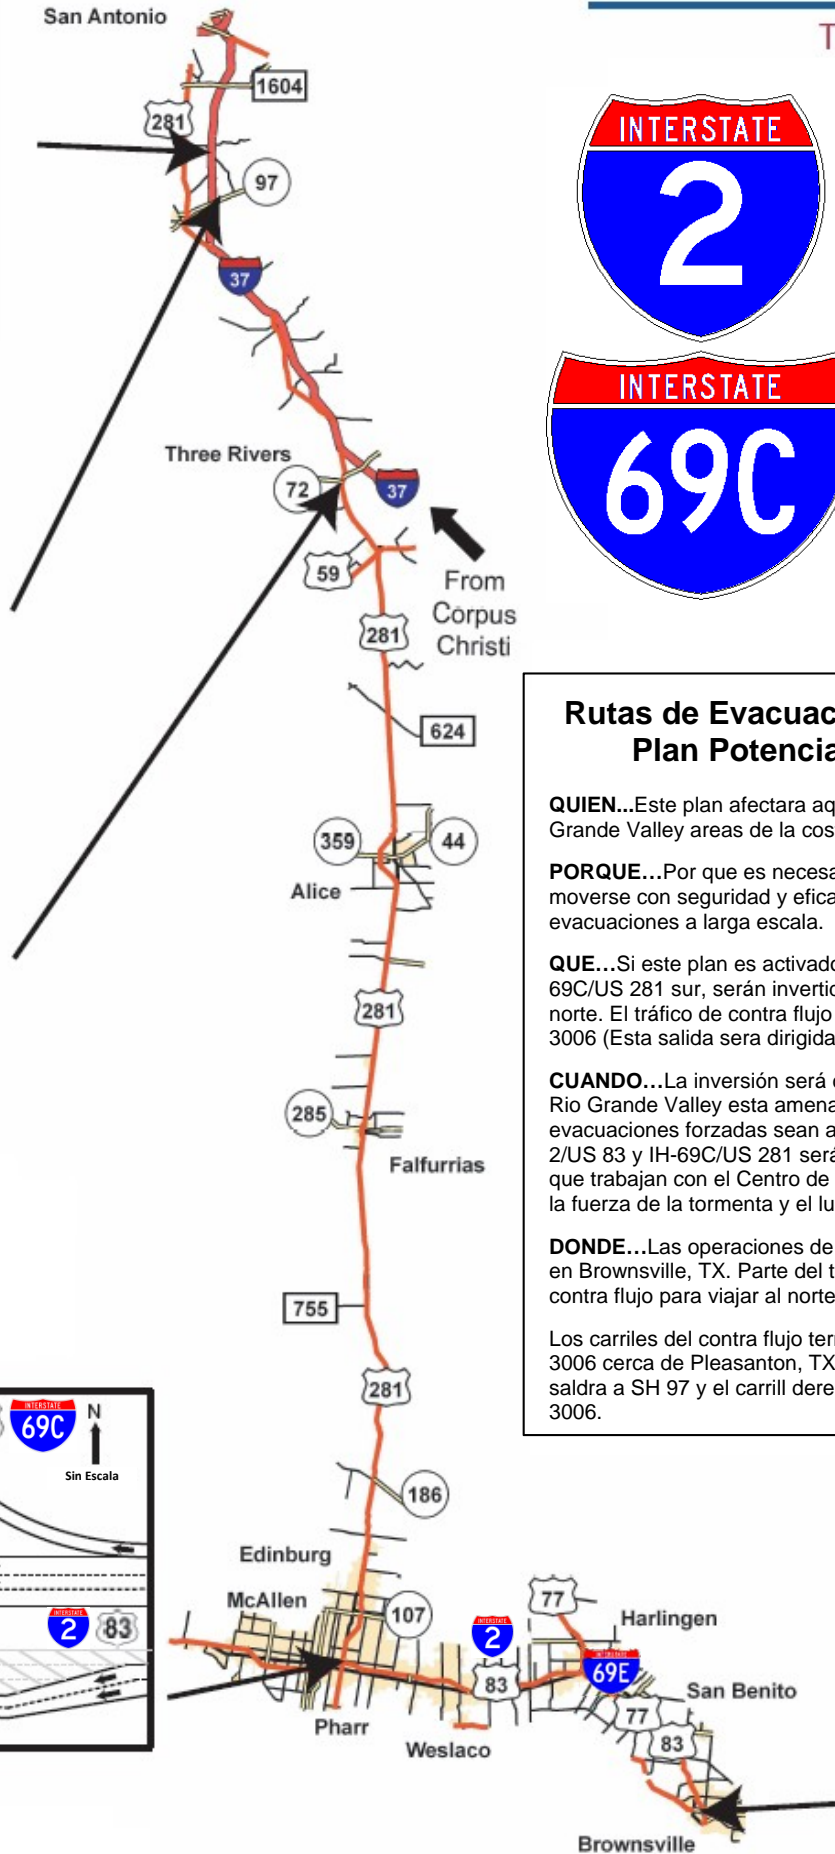 San Antonio
T
1604
281
97
37
INTERSTATE
2
INTERSTATE
69C
Three Rivers
72
37
59
From
Corpus
Christi
281
624
359
44
Alice
281
285
Falfurrias
755
281
186
Rutas de Evacuac
Plan Potencia
QUIEN...Este plan afectara aq
Grande Valley areas de la cos
PORQUE…Por que es necesa
moverse con seguridad y efica
evacuaciones a larga escala.
QUE…Si este plan es activado
69C/US 281 sur, serán invertic
norte. El tráfico de contra flujo
3006 (Esta salida sera dirigida
CUANDO…La inversión será
Rio Grande Valley esta amena
evacuaciones forzadas sean a
2/US 83 y IH-69C/US 281 será
que trabajan con el Centro de
la fuerza de la tormenta y el lu
DONDE…Las operaciones de
en Brownsville, TX. Parte del t
contra flujo para viajar al norte
Los carriles del contra flujo terr
3006 cerca de Pleasanton, TX
saldra a SH 97 y el carrill dere
3006.
INTERSTATE
69C
N
Sin Escala
INTERSTATE
2
83
Edinburg
McAllen
107
INTERSTATE
2
77
Harlingen
83
INTERSTATE
69E
San Benito
77
Pharr
83
Weslaco
Brownsville